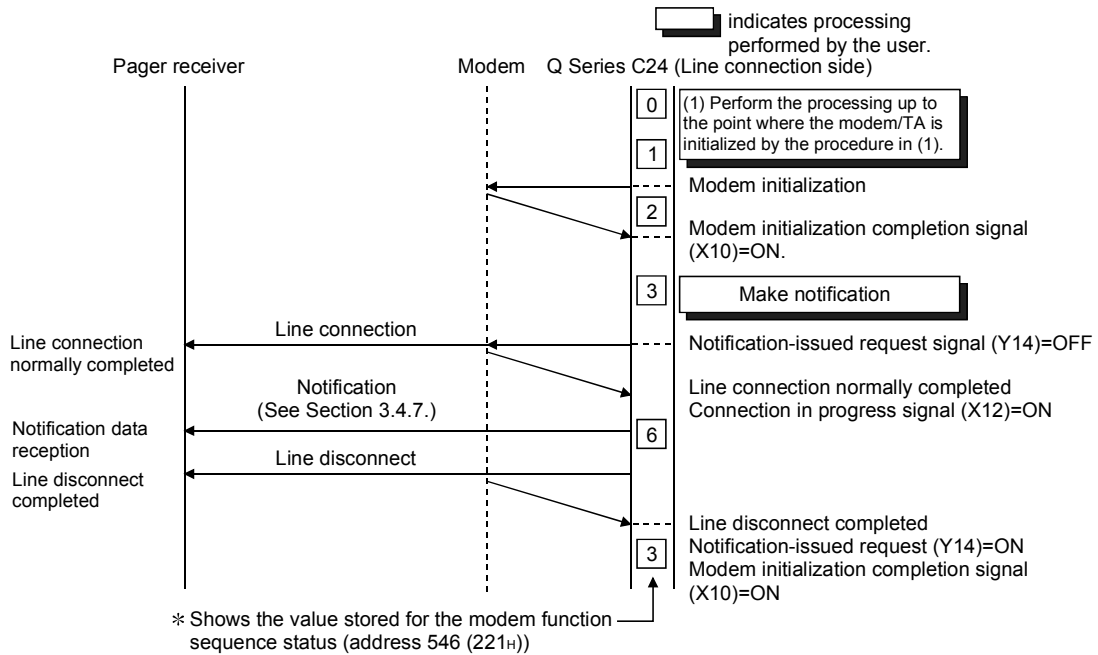 indicates processing
performed by the user.
Pager receiver
Modem
Q Series C24 (Line connection side)
0
(1) Perform the processing up to
the point where the modem/TA is
initialized by the procedure in (1).
1
Modem initialization
2
Modem initialization completion signal
(X10)=ON.
3
Make notification
Line connection
Line connection
normally completed
Notification-issued request signal (Y14)=OFF
Notification
(See Section 3.4.7.)
Line connection normally completed
Connection in progress signal (X12)=ON
Notification data
reception
6
Line disconnect
Line disconnect
completed
Line disconnect completed
Notification-issued request (Y14)=ON
Modem initialization completion signal
(X10)=ON
3
* Shows the value stored for the modem function
sequence status (address 546 (221H))